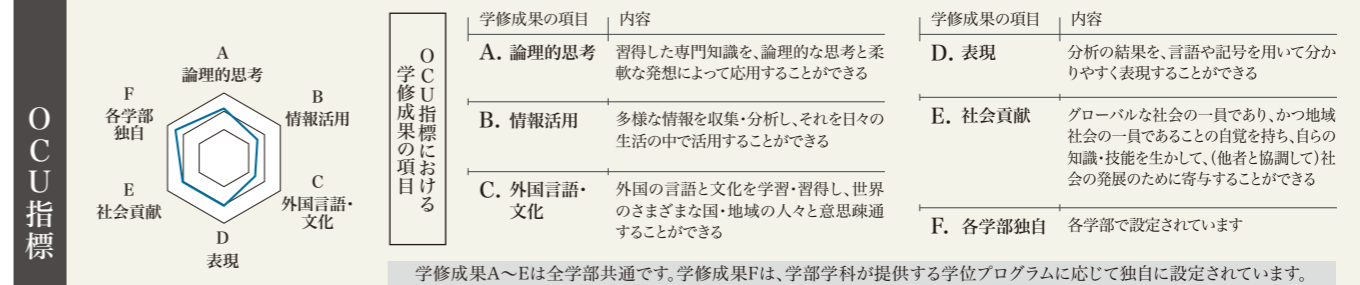 OCU指標
A
論理的思考
B
情報活用
C
外国言語・
文化
D
表現
E
社会貢献
F
各学部
独自
OCU指標における
学修成果の項目
学修成果の項目 内容
A. 論理的思考 習得した専門知識を、論理的な思考と柔
軟な発想によって応用することができる
B. 情報活用 多様な情報を収集・分析し、それを日々の
生活の中で活用することができる
C. 外国言語・ 外国の言語と文化を学習・習得し、世界
文化 のさまざまな国・地域の人々と意思疎通
することができる
学修成果の項目 内容
D. 表現 分析の結果を、言語や記号を用いて分か
りやすく表現することができる
E. 社会貢献 グローバルな社会の一員であり、かつ地域
社会の一員であることの自覚を持ち、自らの
知識・技能を生かして、(他者と協調して)社
会の発展のために寄与することができる
F. 各学部独自 各学部で設定されています
学修成果A〜Eは全学部共通です。学修成果Fは、学部学科が提供する学位プログラムに応じて独自に設定されています。